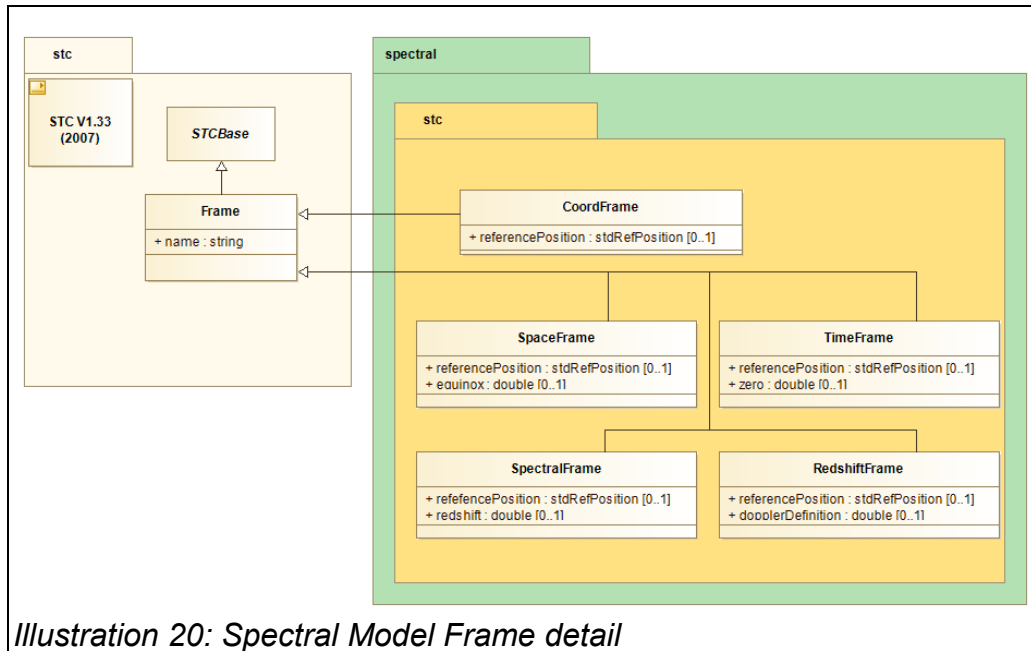 stc
STC V1.33
(2007)
STCBase
Frame
+ name : string
spectral
stc
CoordFrame
+ referencePosition : stdRefPosition [0..1]
SpaceFrame
+ referencePosition : stdRefPosition [0..1]
+ equinox : double [0..1]
TimeFrame
+ referencePosition : stdRefPosition [0..1]
+ zero : double [0..1]
SpectralFrame
+ refefencePosition : stdRefPosition [0..1]
+ redshift : double [0..1]
RedshiftFrame
+ referencePosition : stdRefPosition [0..1]
+ dopplerDefinition : double [0..1]
Illustration 20: Spectral Model Frame detail